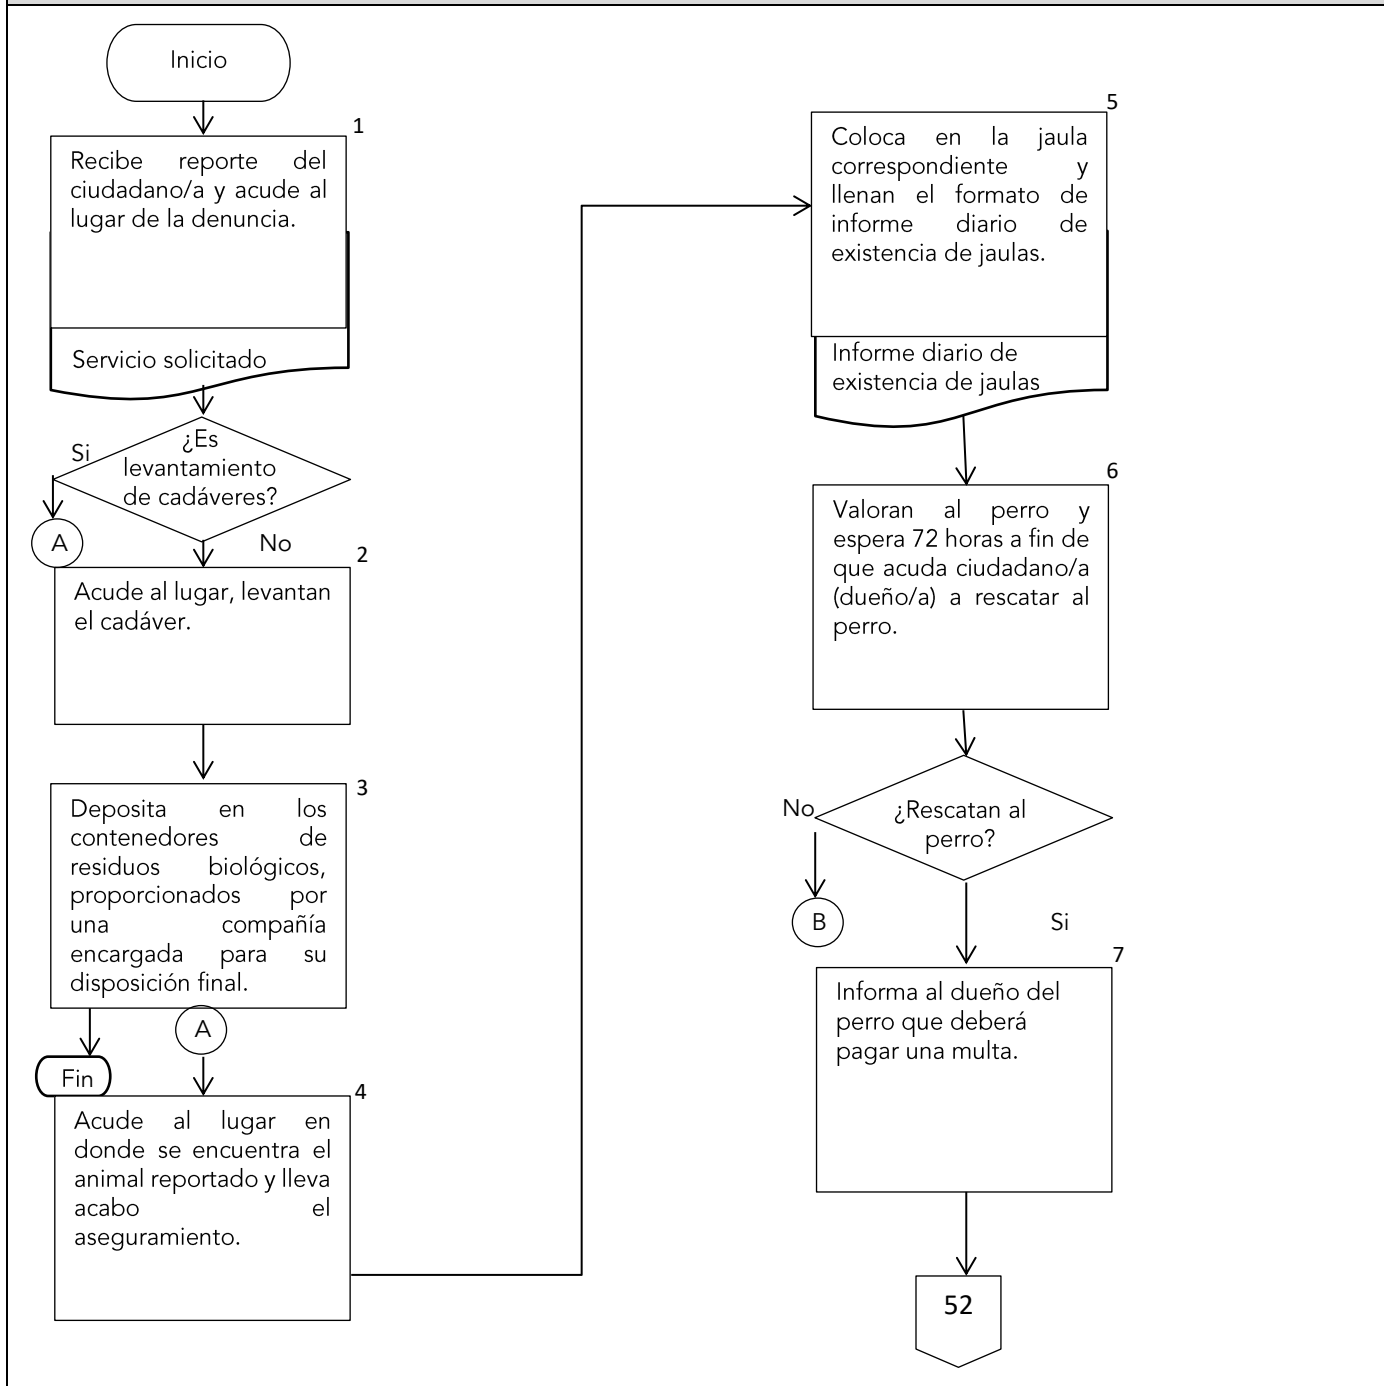 Inicio
1
Recibe reporte del
ciudadano/a y acude al
lugar de la denuncia.
Servicio solicitado
¿Es
levantamiento
de cadáveres?
Si
A
No
2
Acude al lugar, levantan
el cadáver.
3
Deposita en los
contenedores de
residuos biológicos,
proporcionados por
una compañía
encargada para su
disposición final.
Fin
A
4
Acude al lugar en
donde se encuentra el
animal reportado y lleva
acabo el
aseguramiento.
5
Coloca en la jaula
correspondiente y
llenan el formato de
informe diario de
existencia de jaulas.
Informe diario de
existencia de jaulas
6
Valoran al perro y
espera 72 horas a fin de
que acuda ciudadano/a
(dueño/a) a rescatar al
perro.
¿Rescatan al
perro?
No
B
Si
7
Informa al dueño del
perro que deberá
pagar una multa.
52